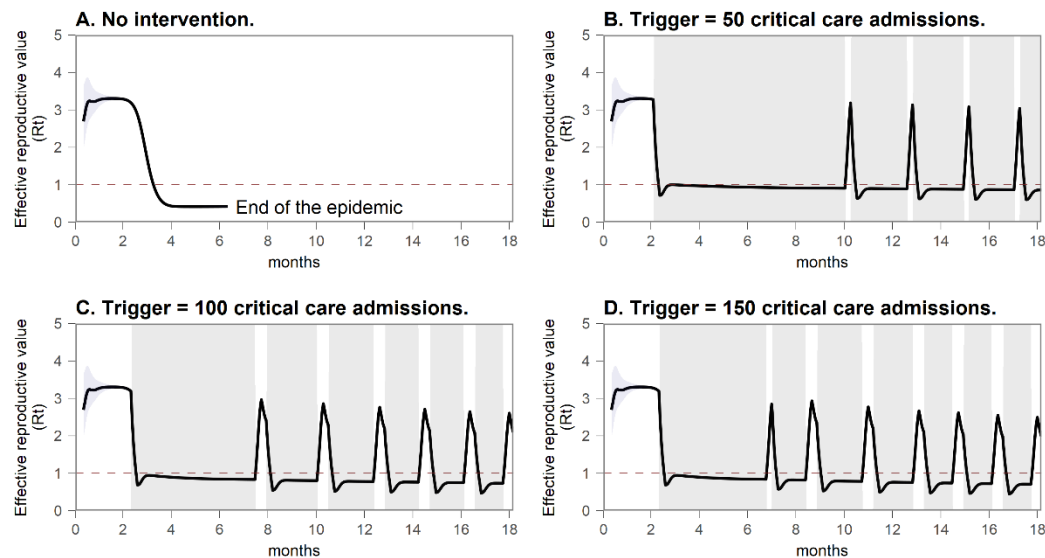 A. No intervention.
Effective reproductive value
(Rt)
5
4
3
2
1
0
End of the epidemic
0 2 4 6 8 10 12 14 16 18
months
B. Trigger = 50 critical care admissions.
Effective reproductive value
(Rt)
5
4
3
2
1
0
0 2 4 6 8 10 12 14 16 18
months
C. Trigger = 100 critical care admissions.
Effective reproductive value
(Rt)
5
4
3
2
1
0
0 2 4 6 8 10 12 14 16 18
months
D. Trigger = 150 critical care admissions.
Effective reproductive value
(Rt)
5
4
3
2
1
0
0 2 4 6 8 10 12 14 16 18
months